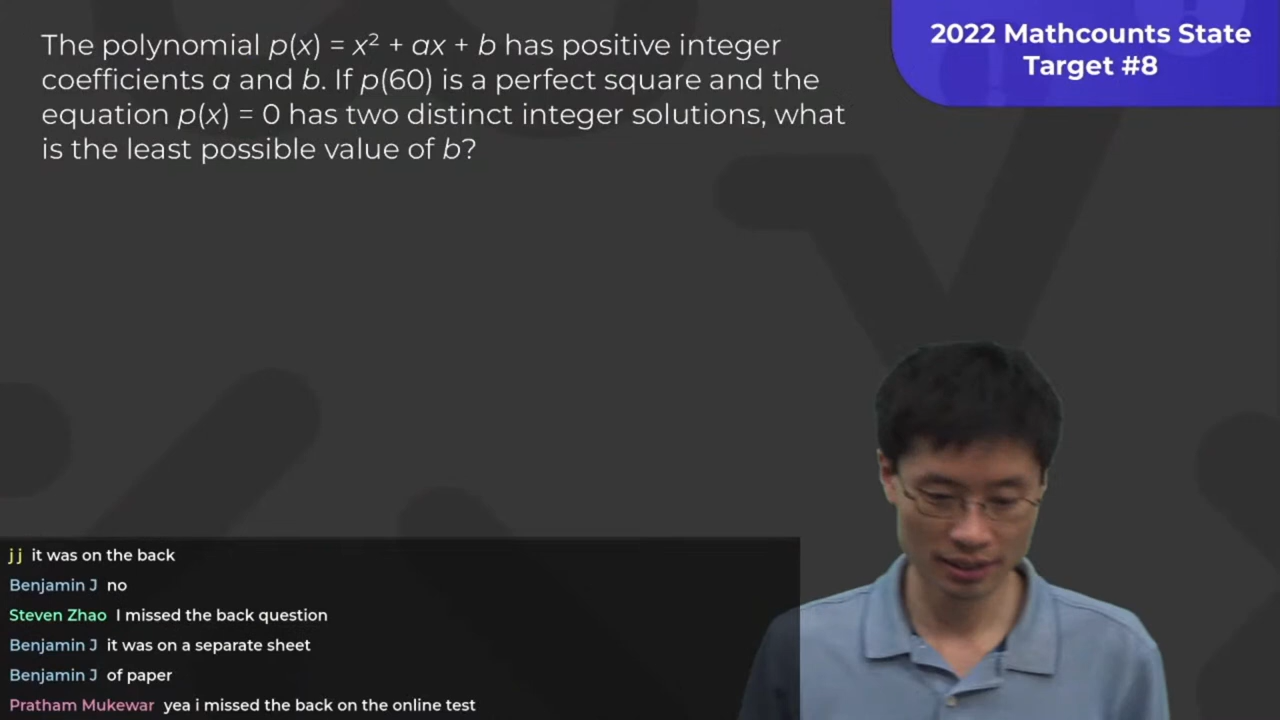 The polynomial p(x) = x² + ax + b has positive integer
coefficients a and b. If p(60) is a perfect square and the
equation p(x) = 0 has two distinct integer solutions, what
is the least possible value of b?
2022 Mathcounts State
Target #8
j j it was on the back
Benjamin J no
Steven Zhao I missed the back question
Benjamin J it was on a separate sheet
Benjamin J of paper
Pratham Mukewar yea i missed the back on the online test